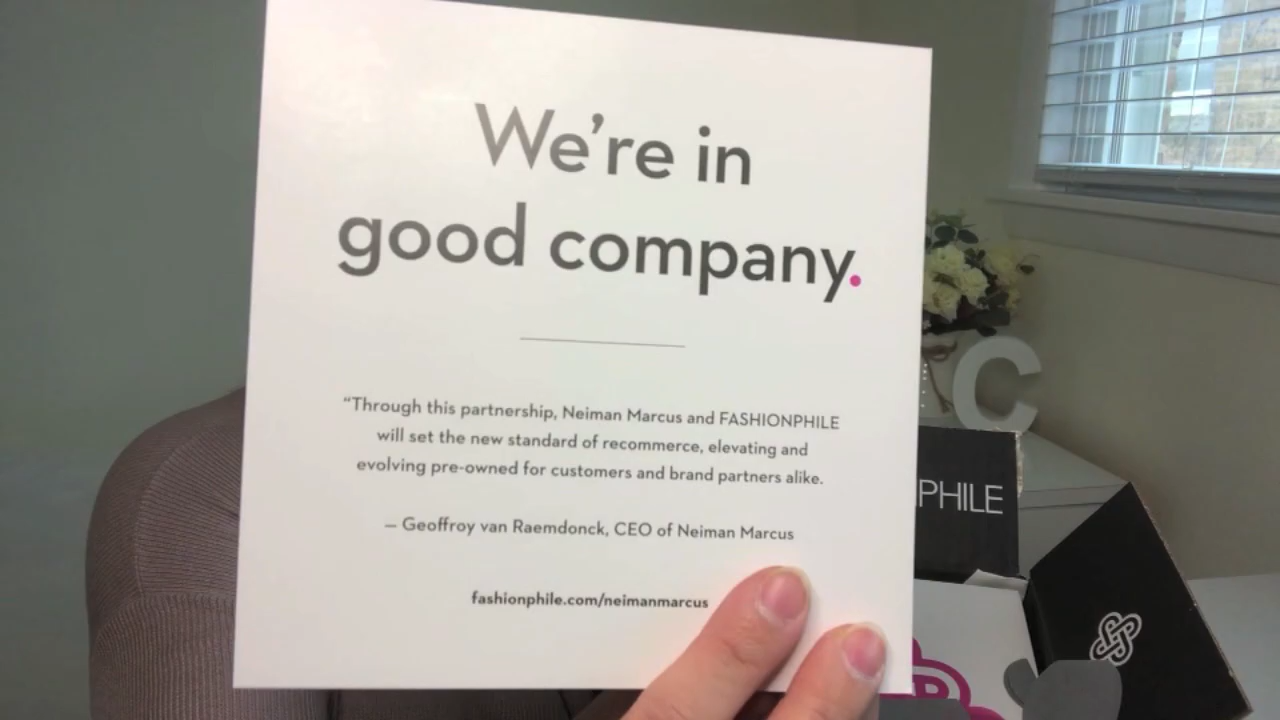 We're in
good company.
“Through this partnership, Neiman Marcus and FASHIONPHILE
will set the new standard of recommerce, elevating and
evolving pre-owned for customers and brand partners alike.
— Geoffroy van Raemdonck, CEO of Neiman Marcus
fashionphile.com/neimanmarcus
C
PHILE